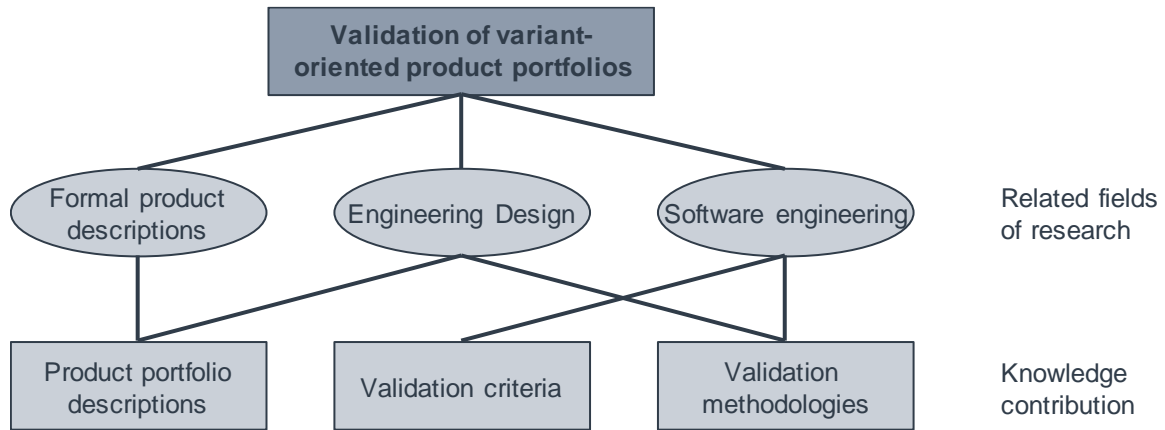 Validation of variant-
oriented product portfolios
Formal product
descriptions
Engineering Design
Software engineering
Related fields
of research
Product portfolio
descriptions
Validation criteria
Validation
methodologies
Knowledge
contribution